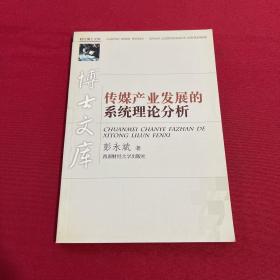 博士文库
传媒产业发展的
系统理论分析
CHUANMEI CHANYE FAZHAN DE
XITONG LILUN FENXI
彭永斌 著
西南财经大学出版社